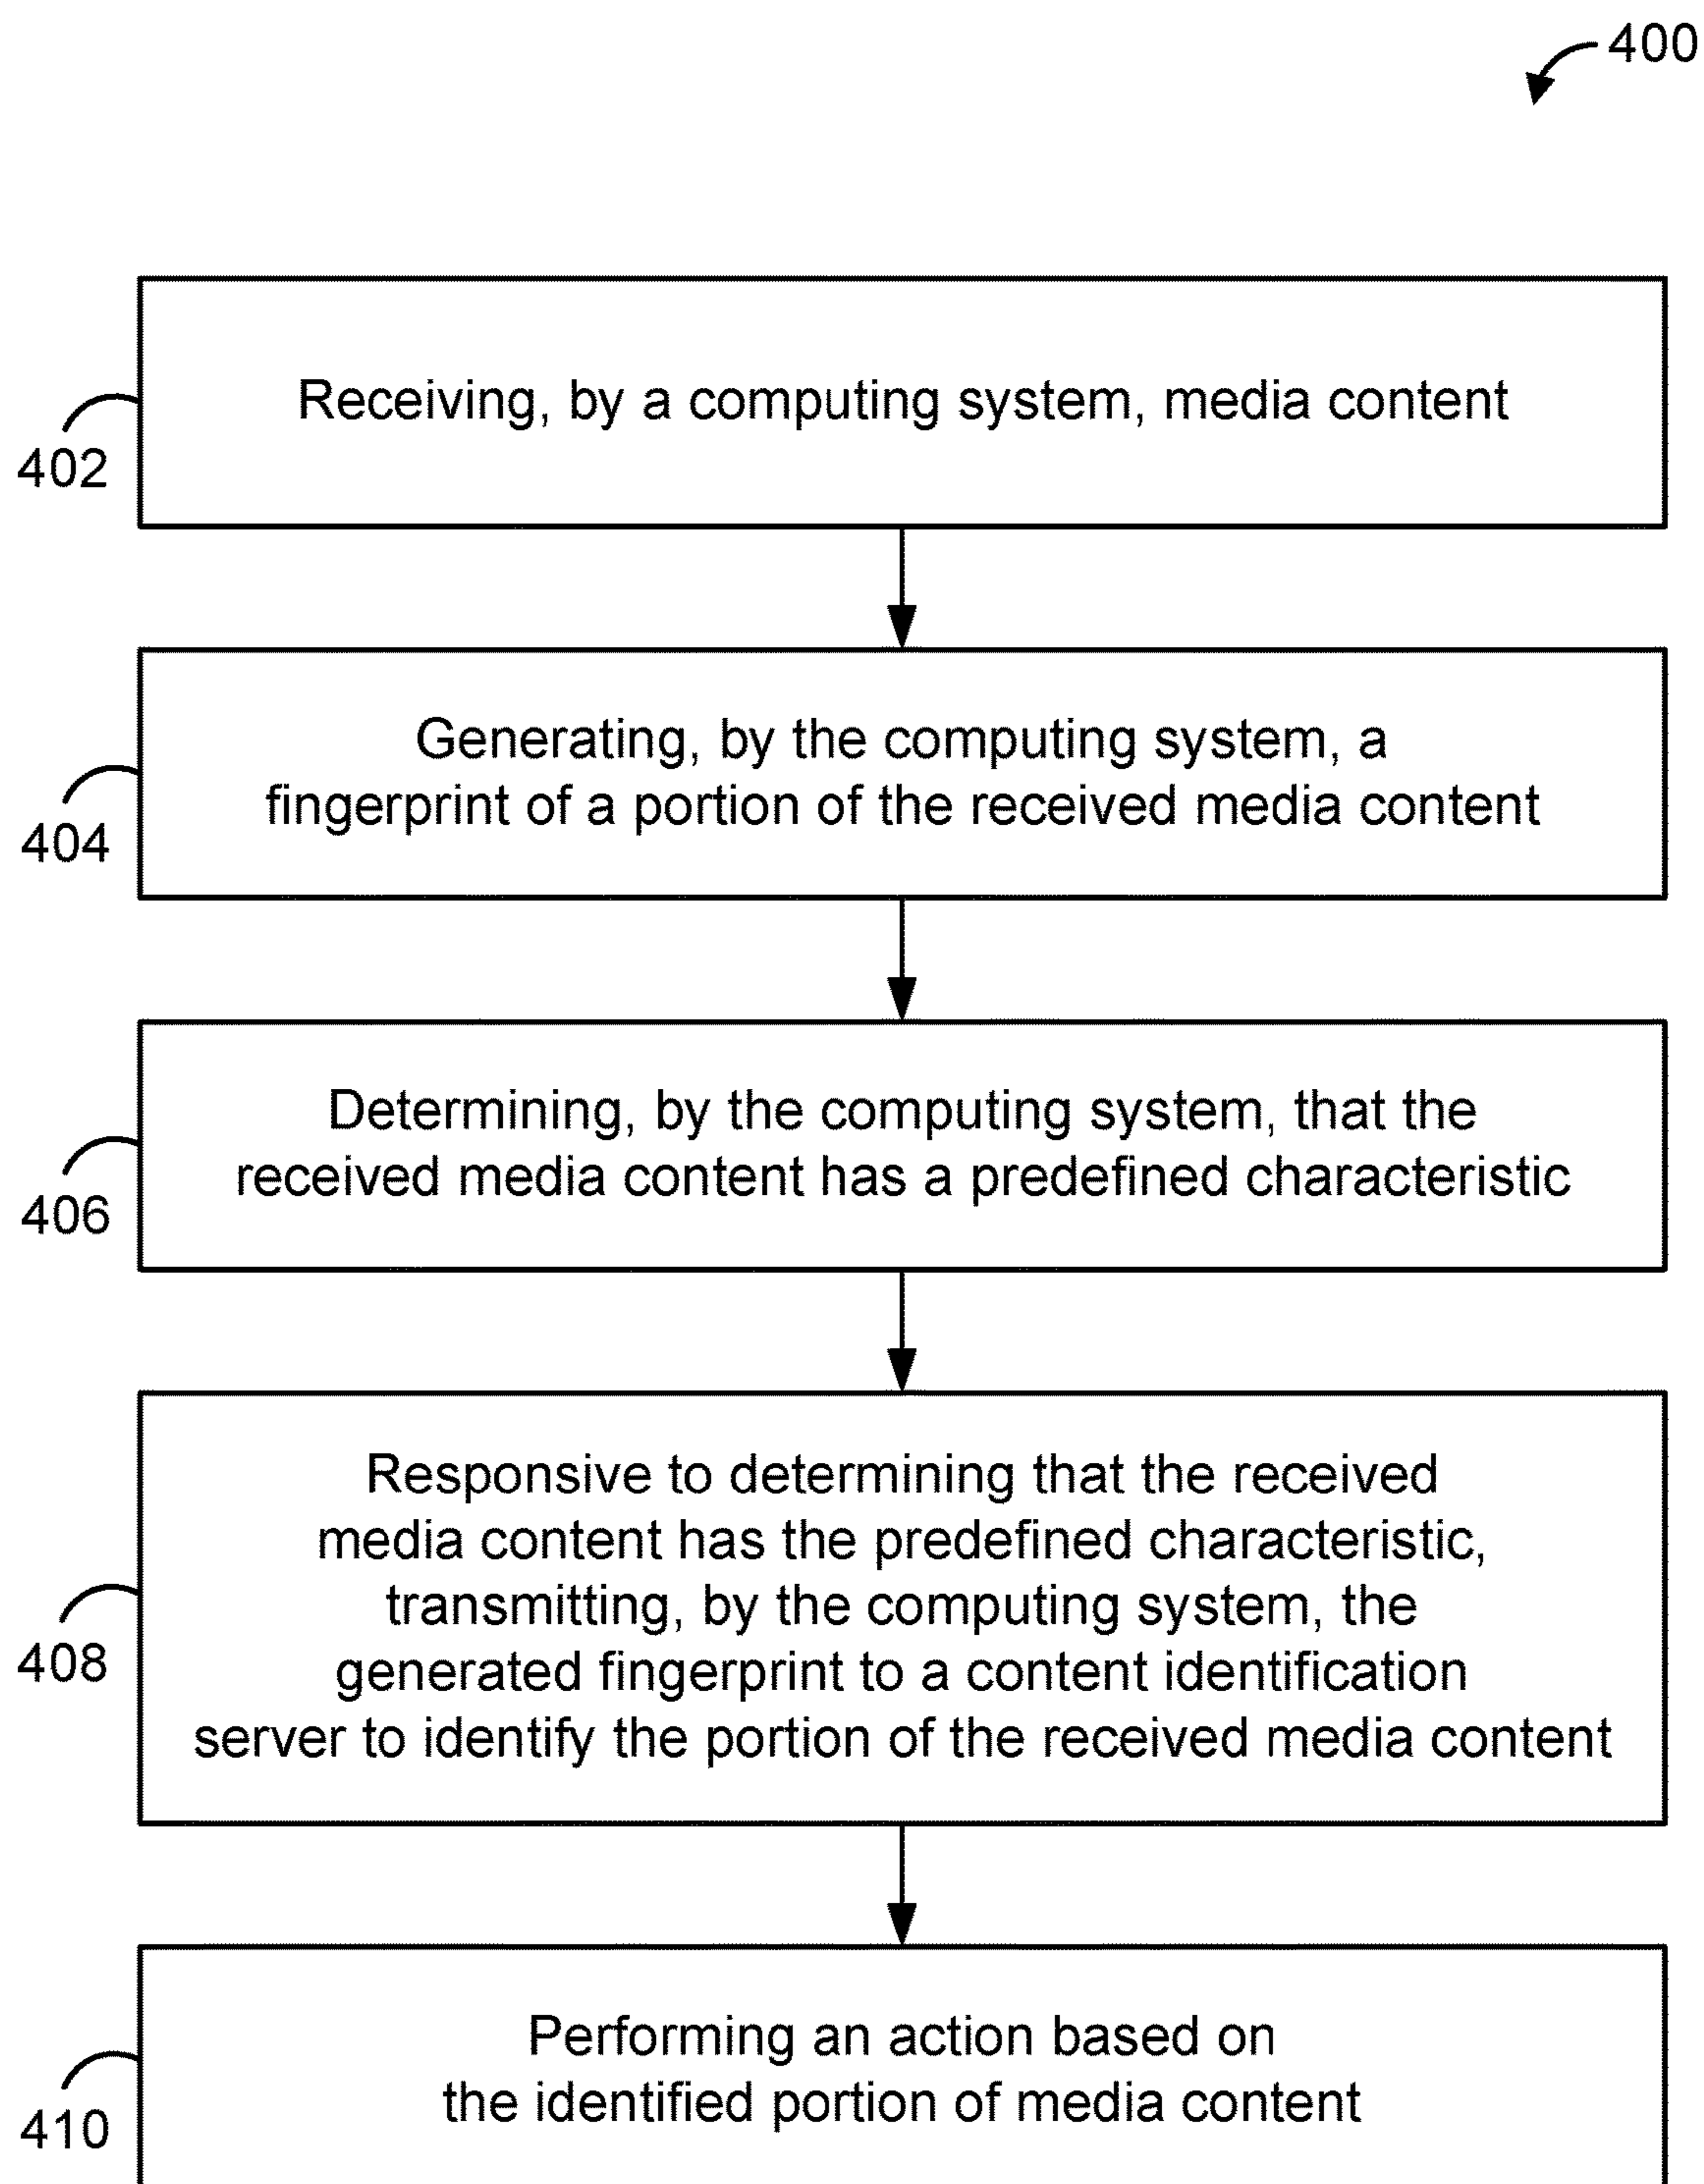 400
Receiving, by a computing system, media content
402
Generating, by the computing system, a
fingerprint of a portion of the received media content
404
Determining, by the computing system, that the
received media content has a predefined characteristic
406
Responsive to determining that the received
media content has the predefined characteristic,
transmitting, by the computing system, the
generated fingerprint to a content identification
server to identify the portion of the received media content
408
Performing an action based on
the identified portion of media content
410